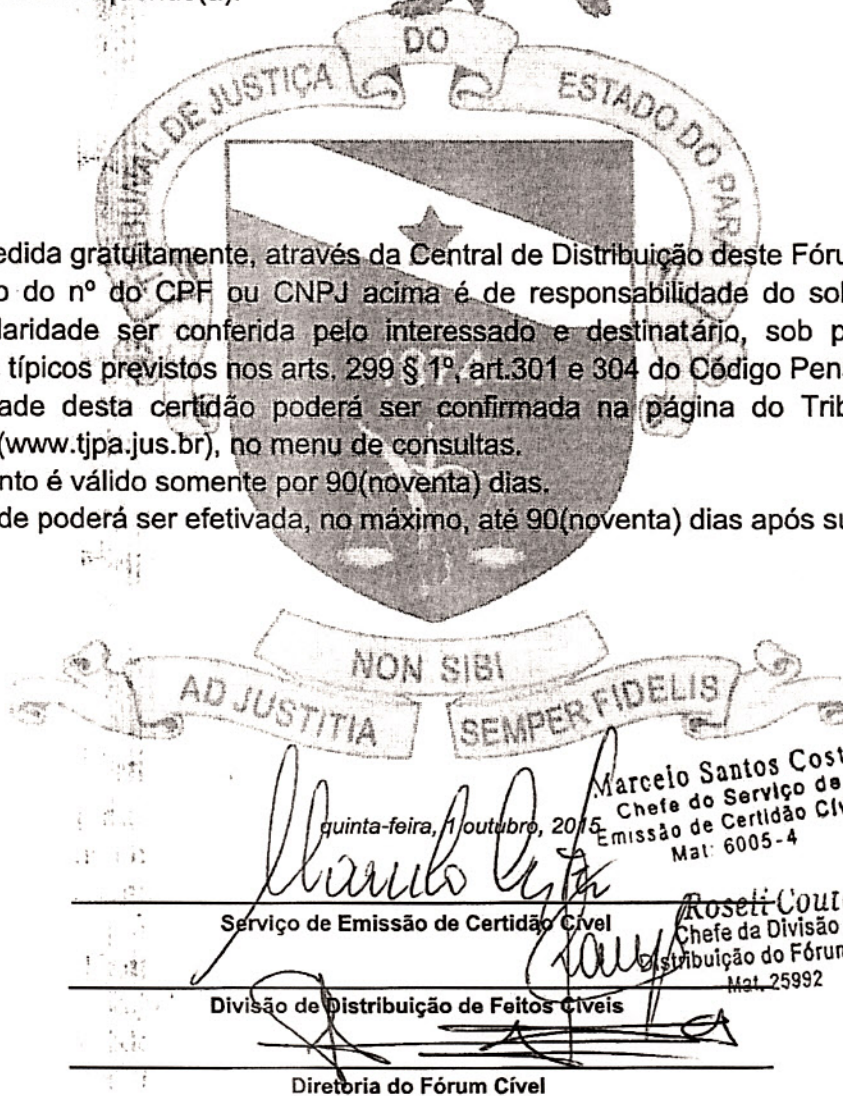 DO
TRIBUNAL DE JUSTIÇA
ESTADO DO PARÁ
edida gratuitamente, através da Central de Distribuição deste Fóru
o do nº do CPF ou CNPJ acima é de responsabilidade do sol
laridade ser conferida pelo interessado e destinatário, sob p
típicos previstos nos arts. 299 § 1º, art.301 e 304 do Código Pen
1874
ade desta certidão poderá ser confirmada na página do Trib
(www.tjpa.jus.br), no menu de consultas.
nto é válido somente por 90(noventa) dias.
de poderá ser efetivada, no máximo, até 90(noventa) dias após su
NON SIBI
AD JUSTITIA
SEMPER FIDELIS
Marcelo Santos Cost
Chefe do Serviço de
Emissão de Certidão Cív
Mat: 6005-4
quinta-feira, 1 outubro, 2015
Serviço de Emissão de Certidão Cível
Roseli Cout
Chefe da Divisão
Distribuição do Fórum
Mat. 25992
Divisão de Distribuição de Feitos Cíveis
Diretoria do Fórum Cível